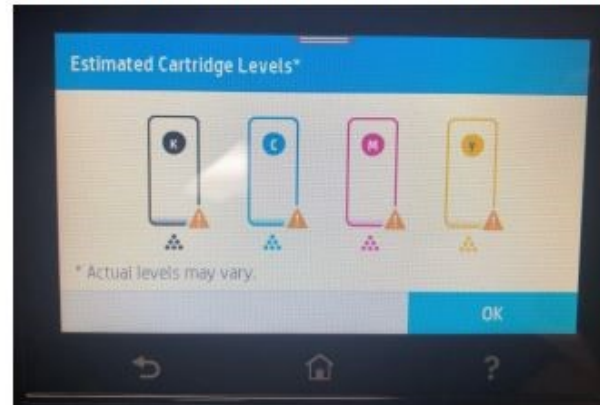 Estimated Cartridge Levels*
K C M Y
* Actual levels may vary.
OK
?